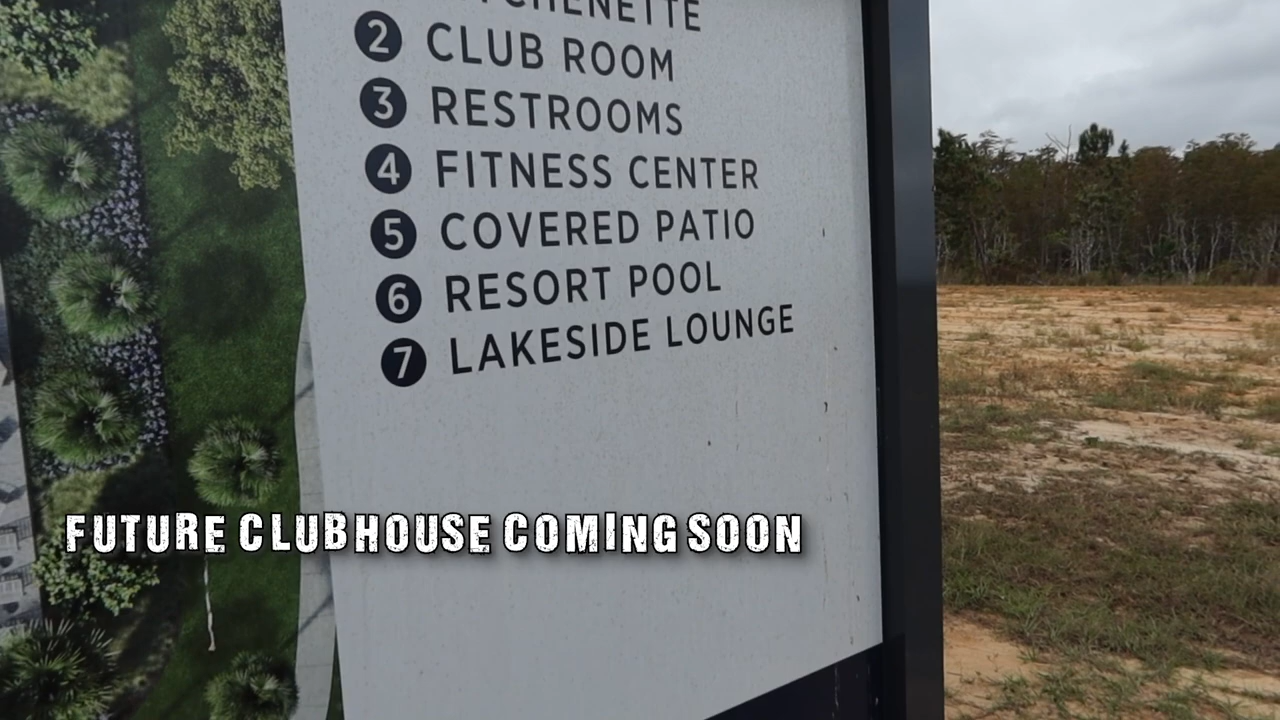 2 CLUB ROOM
3 RESTROOMS
4 FITNESS CENTER
5 COVERED PATIO
6 RESORT POOL
7 LAKESIDE LOUNGE
FUTURE CLUBHOUSE COMING SOON